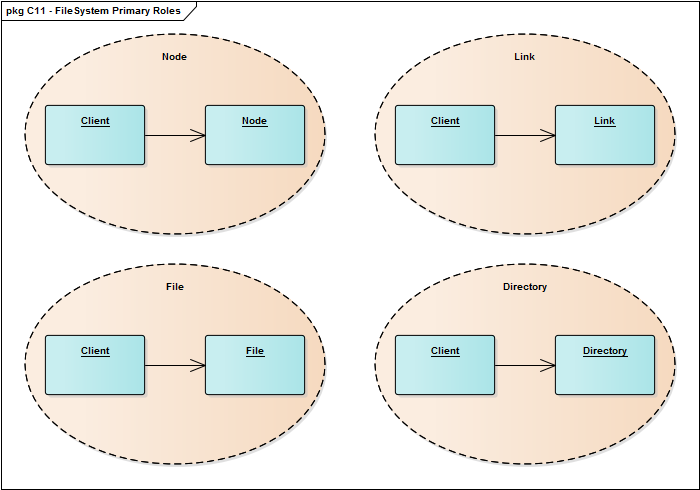 pkg C11 - FileSystem Primary Roles
Node
Client
Node
Link
Client
Link
File
Client
File
Directory
Client
Directory